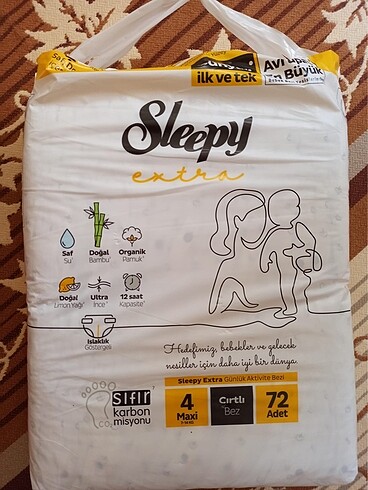 ilk ve tek
Avrupa
En Büyük
Sleepy
extra
Saf
Su
Doğal
Bambu
Organik
Pamuk
Doğal
Limon Yağı
Ultra
İnce
12 saat
Kapasite
Islaklık
Göstergeli
Hedefimiz, bebekler ve gelecek
nesiller için daha iyi bir dünya.
sıfır
karbon
misyonu
Sleepy Extra Günlük Aktivite Bezi
4
Maxi
Cırtlı
Bez
72
Adet